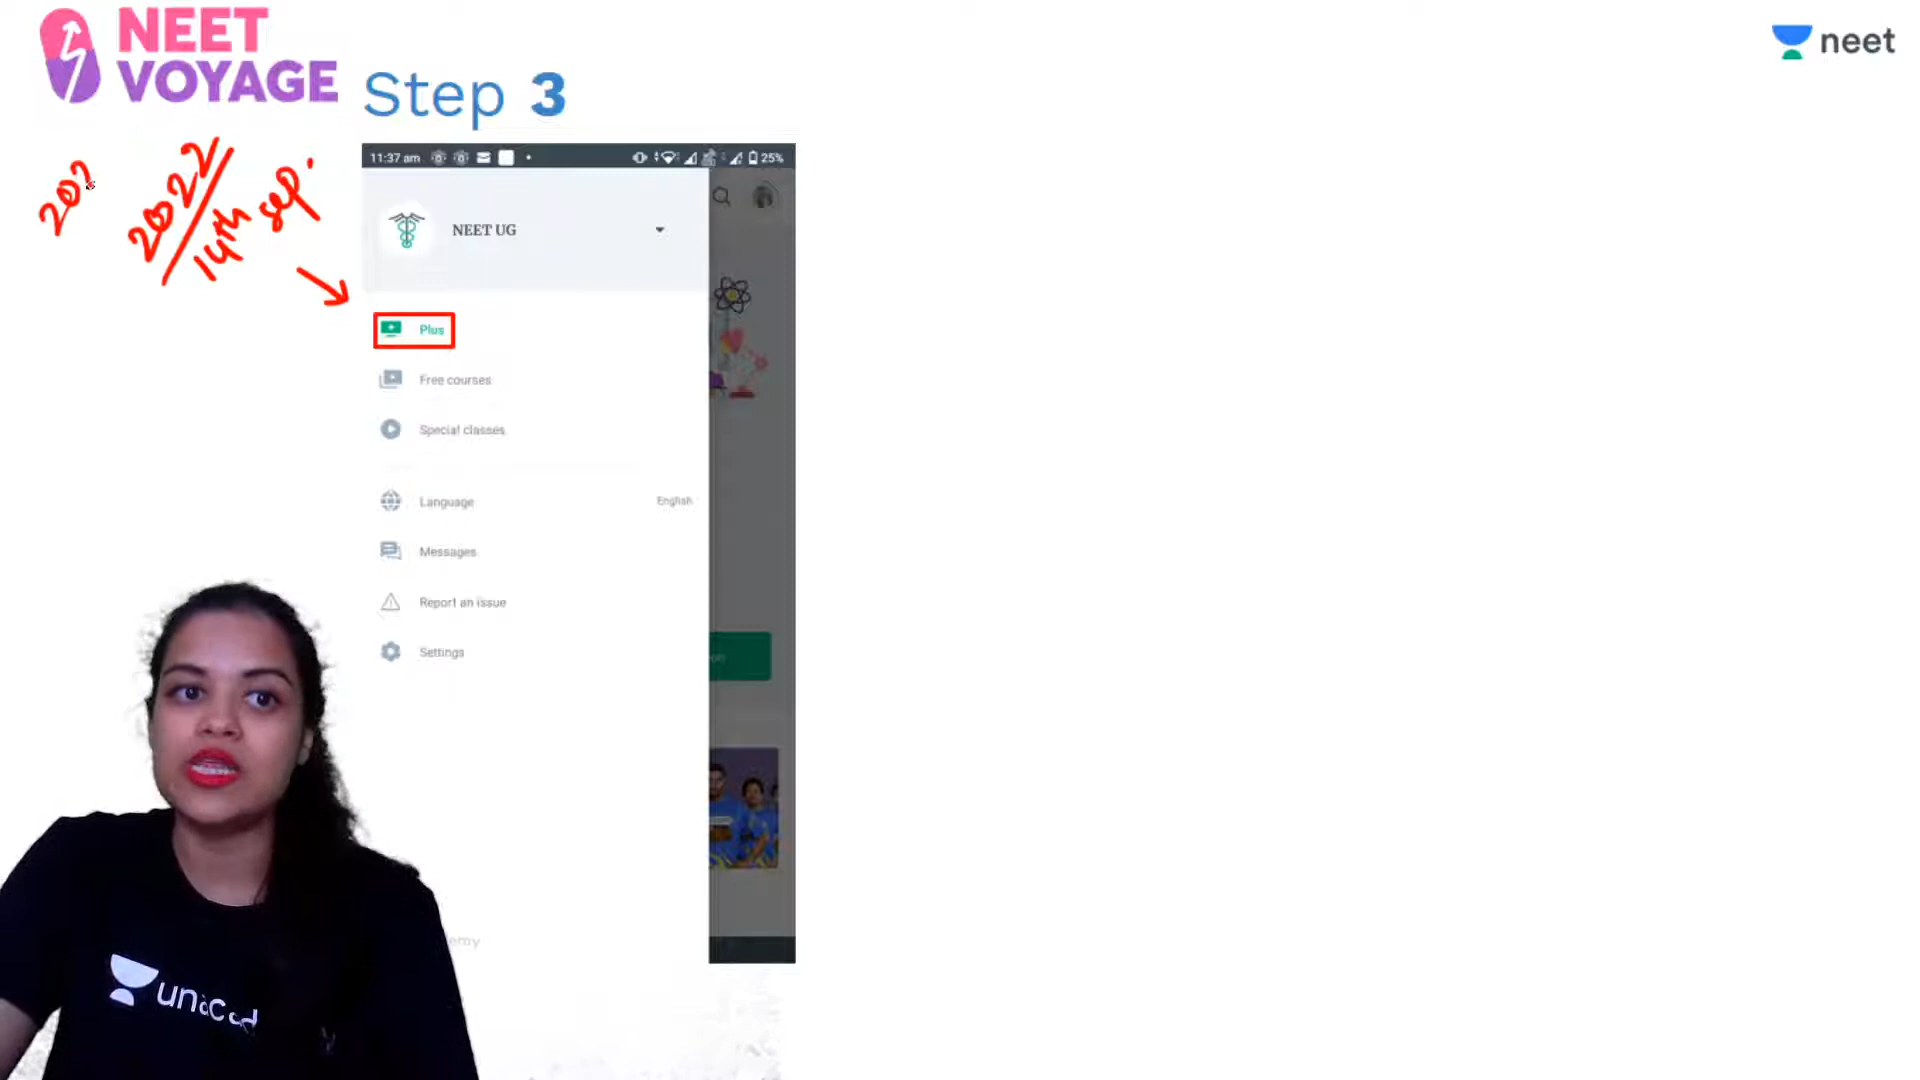 NEET
VOYAGE
neet
Step 3
202
2022
14th sep.
11:37 am
25%
NEET UG
Plus
Free courses
Special classes
Language
English
Messages
Report an issue
Settings
emy
unacad